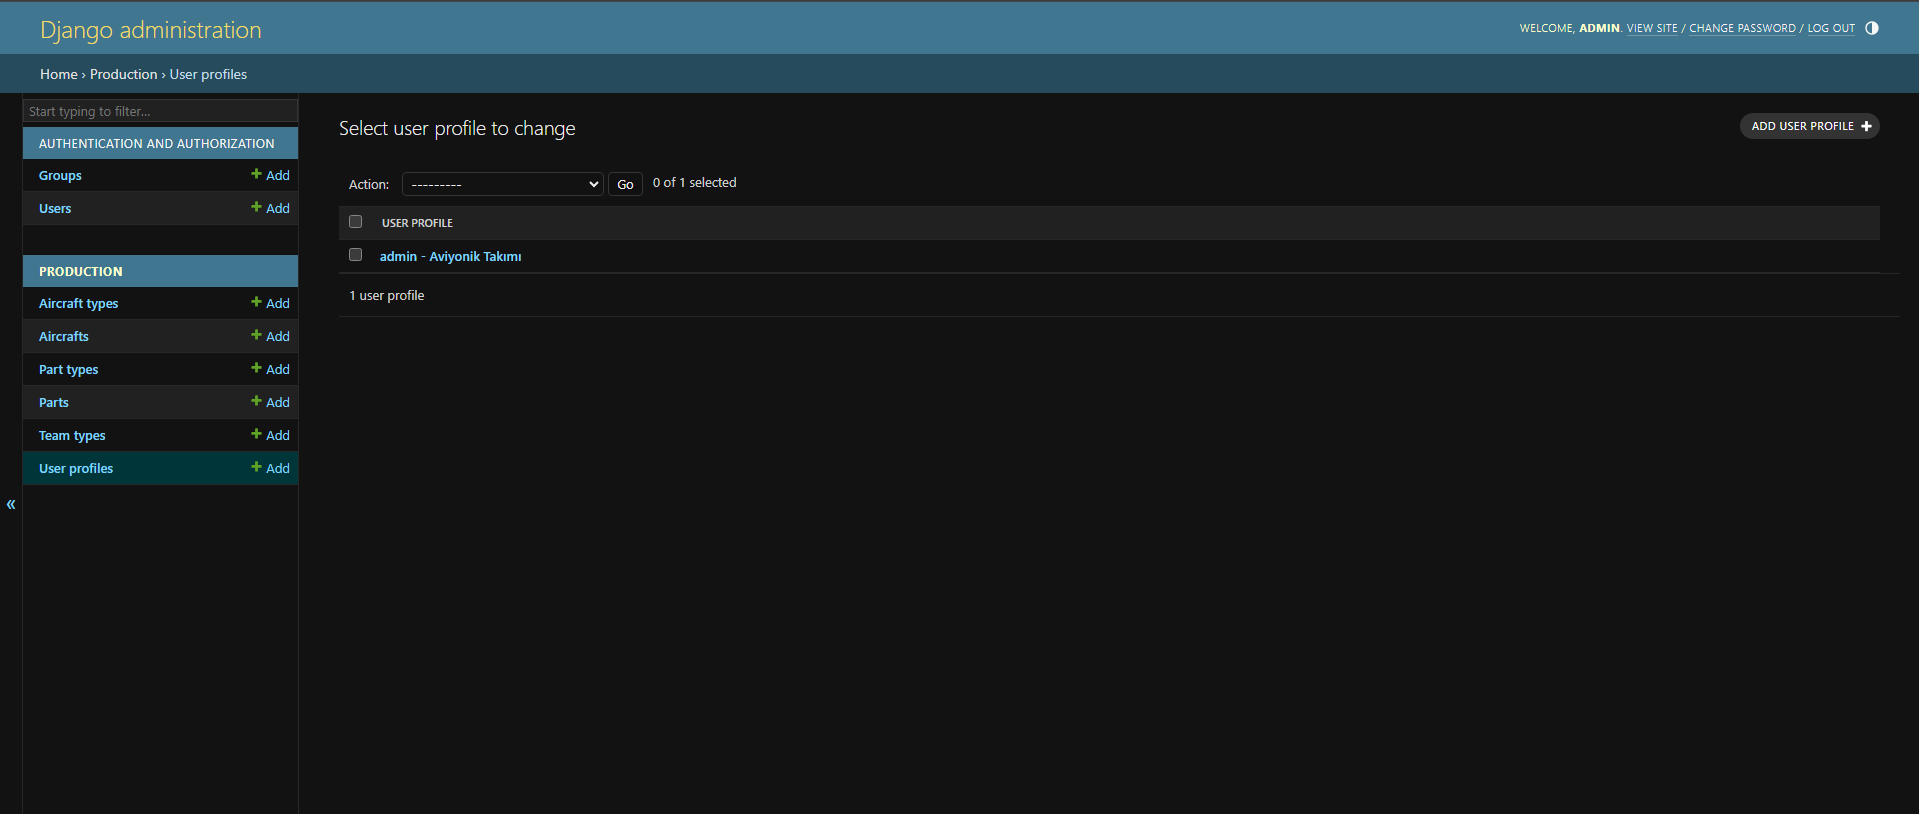 Django administration
WELCOME, ADMIN. VIEW SITE / CHANGE PASSWORD / LOG OUT
Home › Production › User profiles
Start typing to filter...
AUTHENTICATION AND AUTHORIZATION
Groups + Add
Users + Add
PRODUCTION
Aircraft types + Add
Aircrafts + Add
Part types + Add
Parts + Add
Team types + Add
User profiles + Add
«
Select user profile to change
ADD USER PROFILE +
Action: --------- Go 0 of 1 selected
USER PROFILE
admin - Aviyonik Takımı
1 user profile